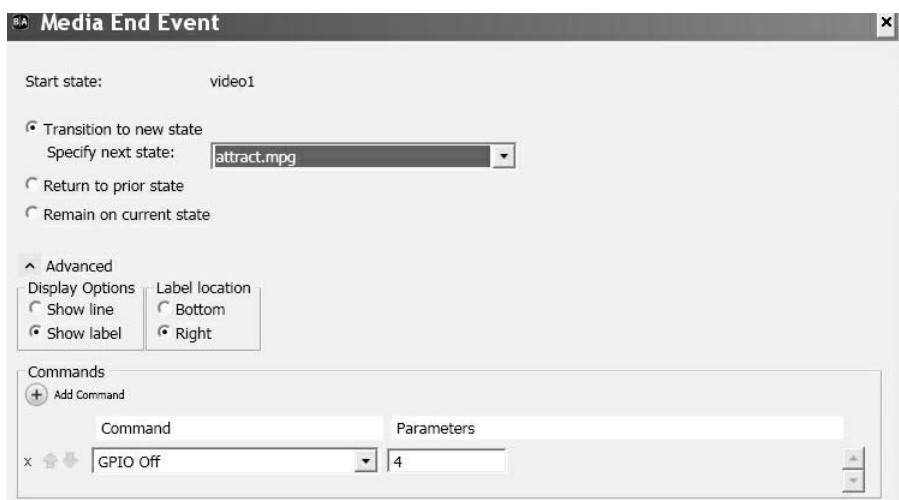 BA Media End Event x
Start state: video1
Transition to new state
Specify next state: attract.mpg
Return to prior state
Remain on current state
Advanced
Display Options Label location
Show line Bottom
Show label Right
Commands
+ Add Command
Command Parameters
x GPIO Off 4